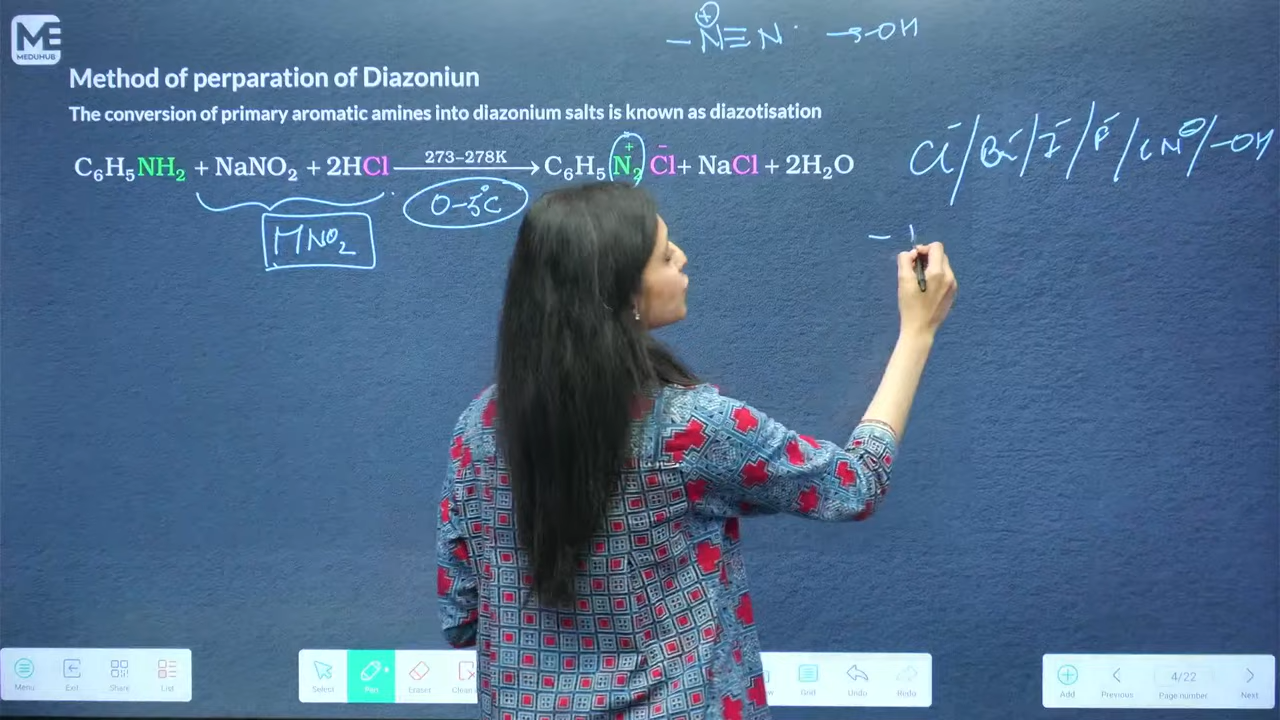 ME
MEDUHUB
–N⊕≡N· → –OH
Method of perparation of Diazoniun
The conversion of primary aromatic amines into diazonium salts is known as diazotisation
C₆H₅NH₂ + NaNO₂ + 2HCl 273–278K → C₆H₅N₂⁺Cl⁻ + NaCl + 2H₂O
Cl⁻/Br⁻/I⁻/F⁻/CN⊖/–OH
0–5°C
HNO₂
Menu Exit Share List Select Pen Eraser Grid Undo Redo Add Previous 4/22 Page number Next